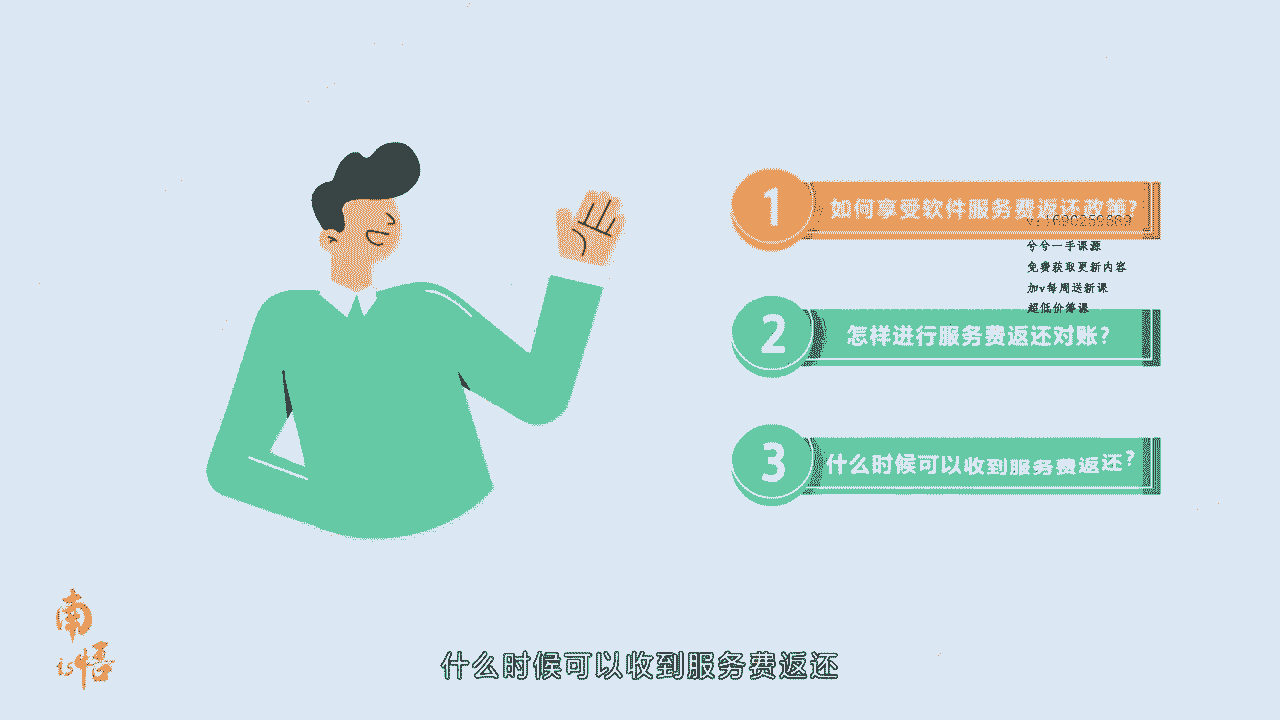 1
如何享受软件服务费返还政策?
兮兮一手课源
免费获取更新内容
加v每周送新课
超低价筹课
2
怎样进行服务费返还对账?
3
什么时候可以收到服务费返还?
南
悟
什么时候可以收到服务费返还